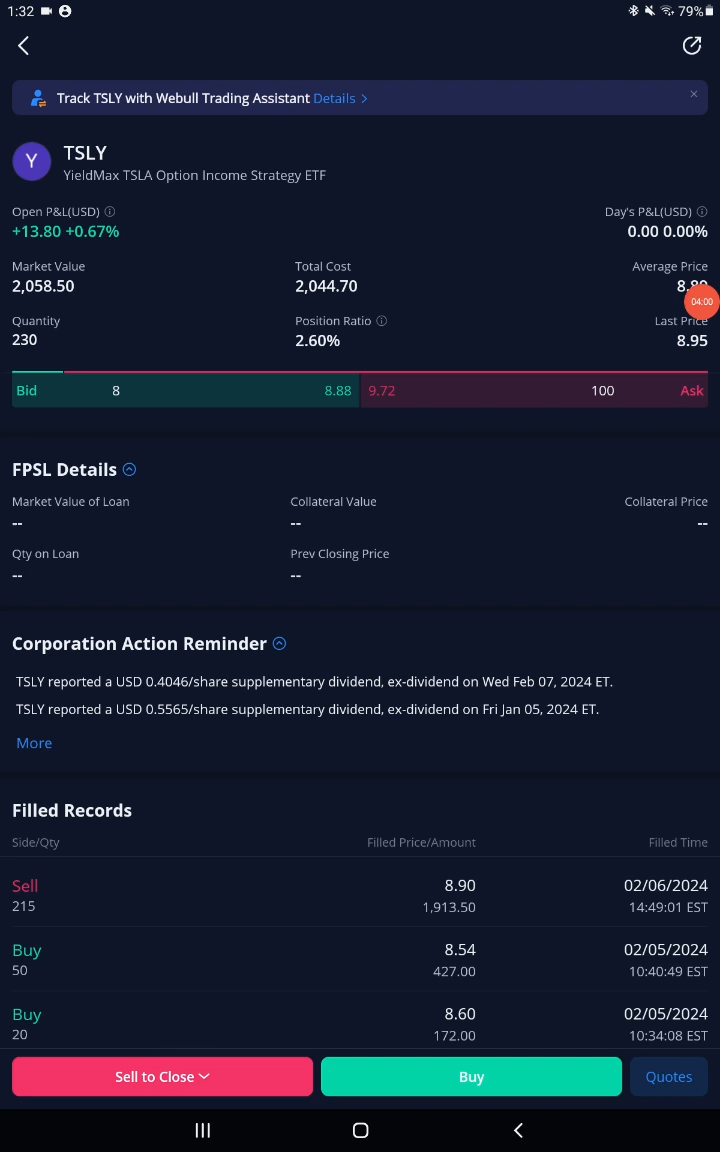 1:32 79%
Track TSLY with Webull Trading Assistant Details >
Y TSLY
YieldMax TSLA Option Income Strategy ETF
Open P&L(USD) Day's P&L(USD)
+13.80 +0.67% 0.00 0.00%
Market Value Total Cost Average Price
2,058.50 2,044.70
04:00
Quantity Position Ratio Last Price
230 2.60% 8.95
Bid 8 8.88 9.72 100 Ask
FPSL Details
Market Value of Loan Collateral Value Collateral Price
-- -- --
Qty on Loan Prev Closing Price
-- --
Corporation Action Reminder
TSLY reported a USD 0.4046/share supplementary dividend, ex-dividend on Wed Feb 07, 2024 ET.
TSLY reported a USD 0.5565/share supplementary dividend, ex-dividend on Fri Jan 05, 2024 ET.
More
Filled Records
Side/Qty Filled Price/Amount Filled Time
Sell 8.90 02/06/2024
215 1,913.50 14:49:01 EST
Buy 8.54 02/05/2024
50 427.00 10:40:49 EST
Buy 8.60 02/05/2024
20 172.00 10:34:08 EST
Sell to Close Buy Quotes